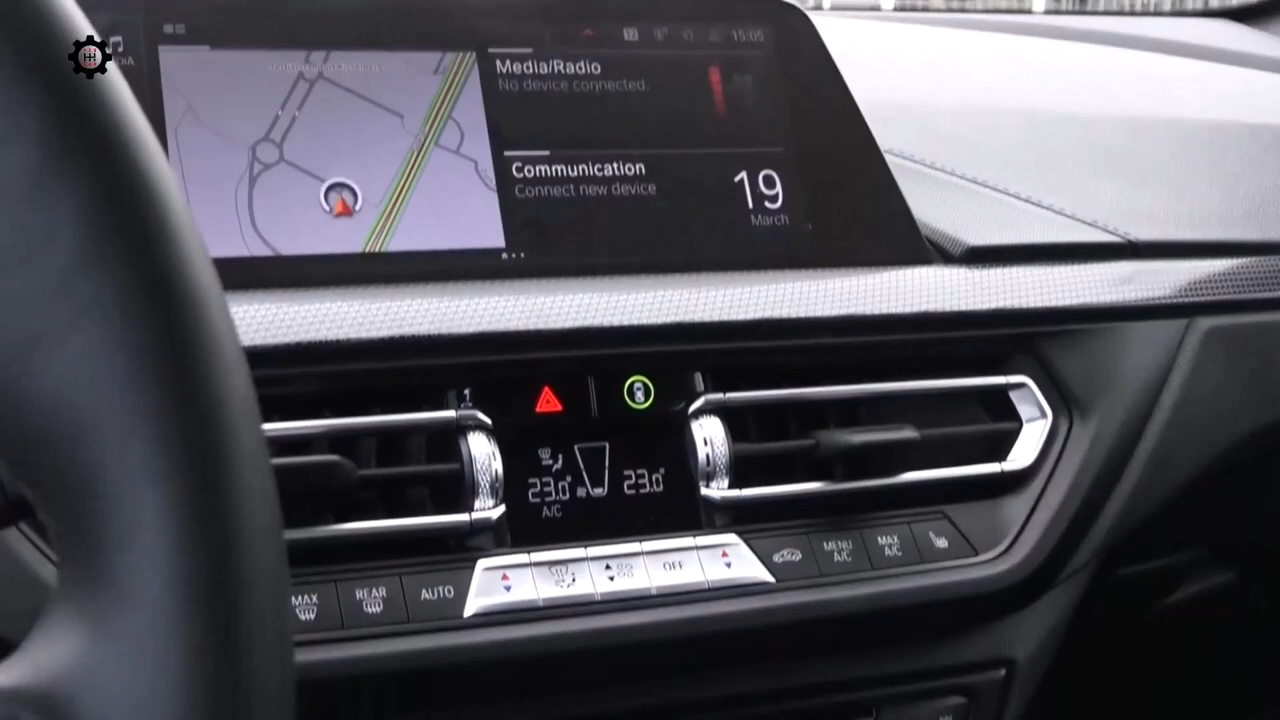 15:05
Media/Radio
No device connected.
Communication
Connect new device
19
March
23.0°
23.0°
A/C
MAX
REAR
AUTO
OFF
MENU
A/C
MAX
A/C